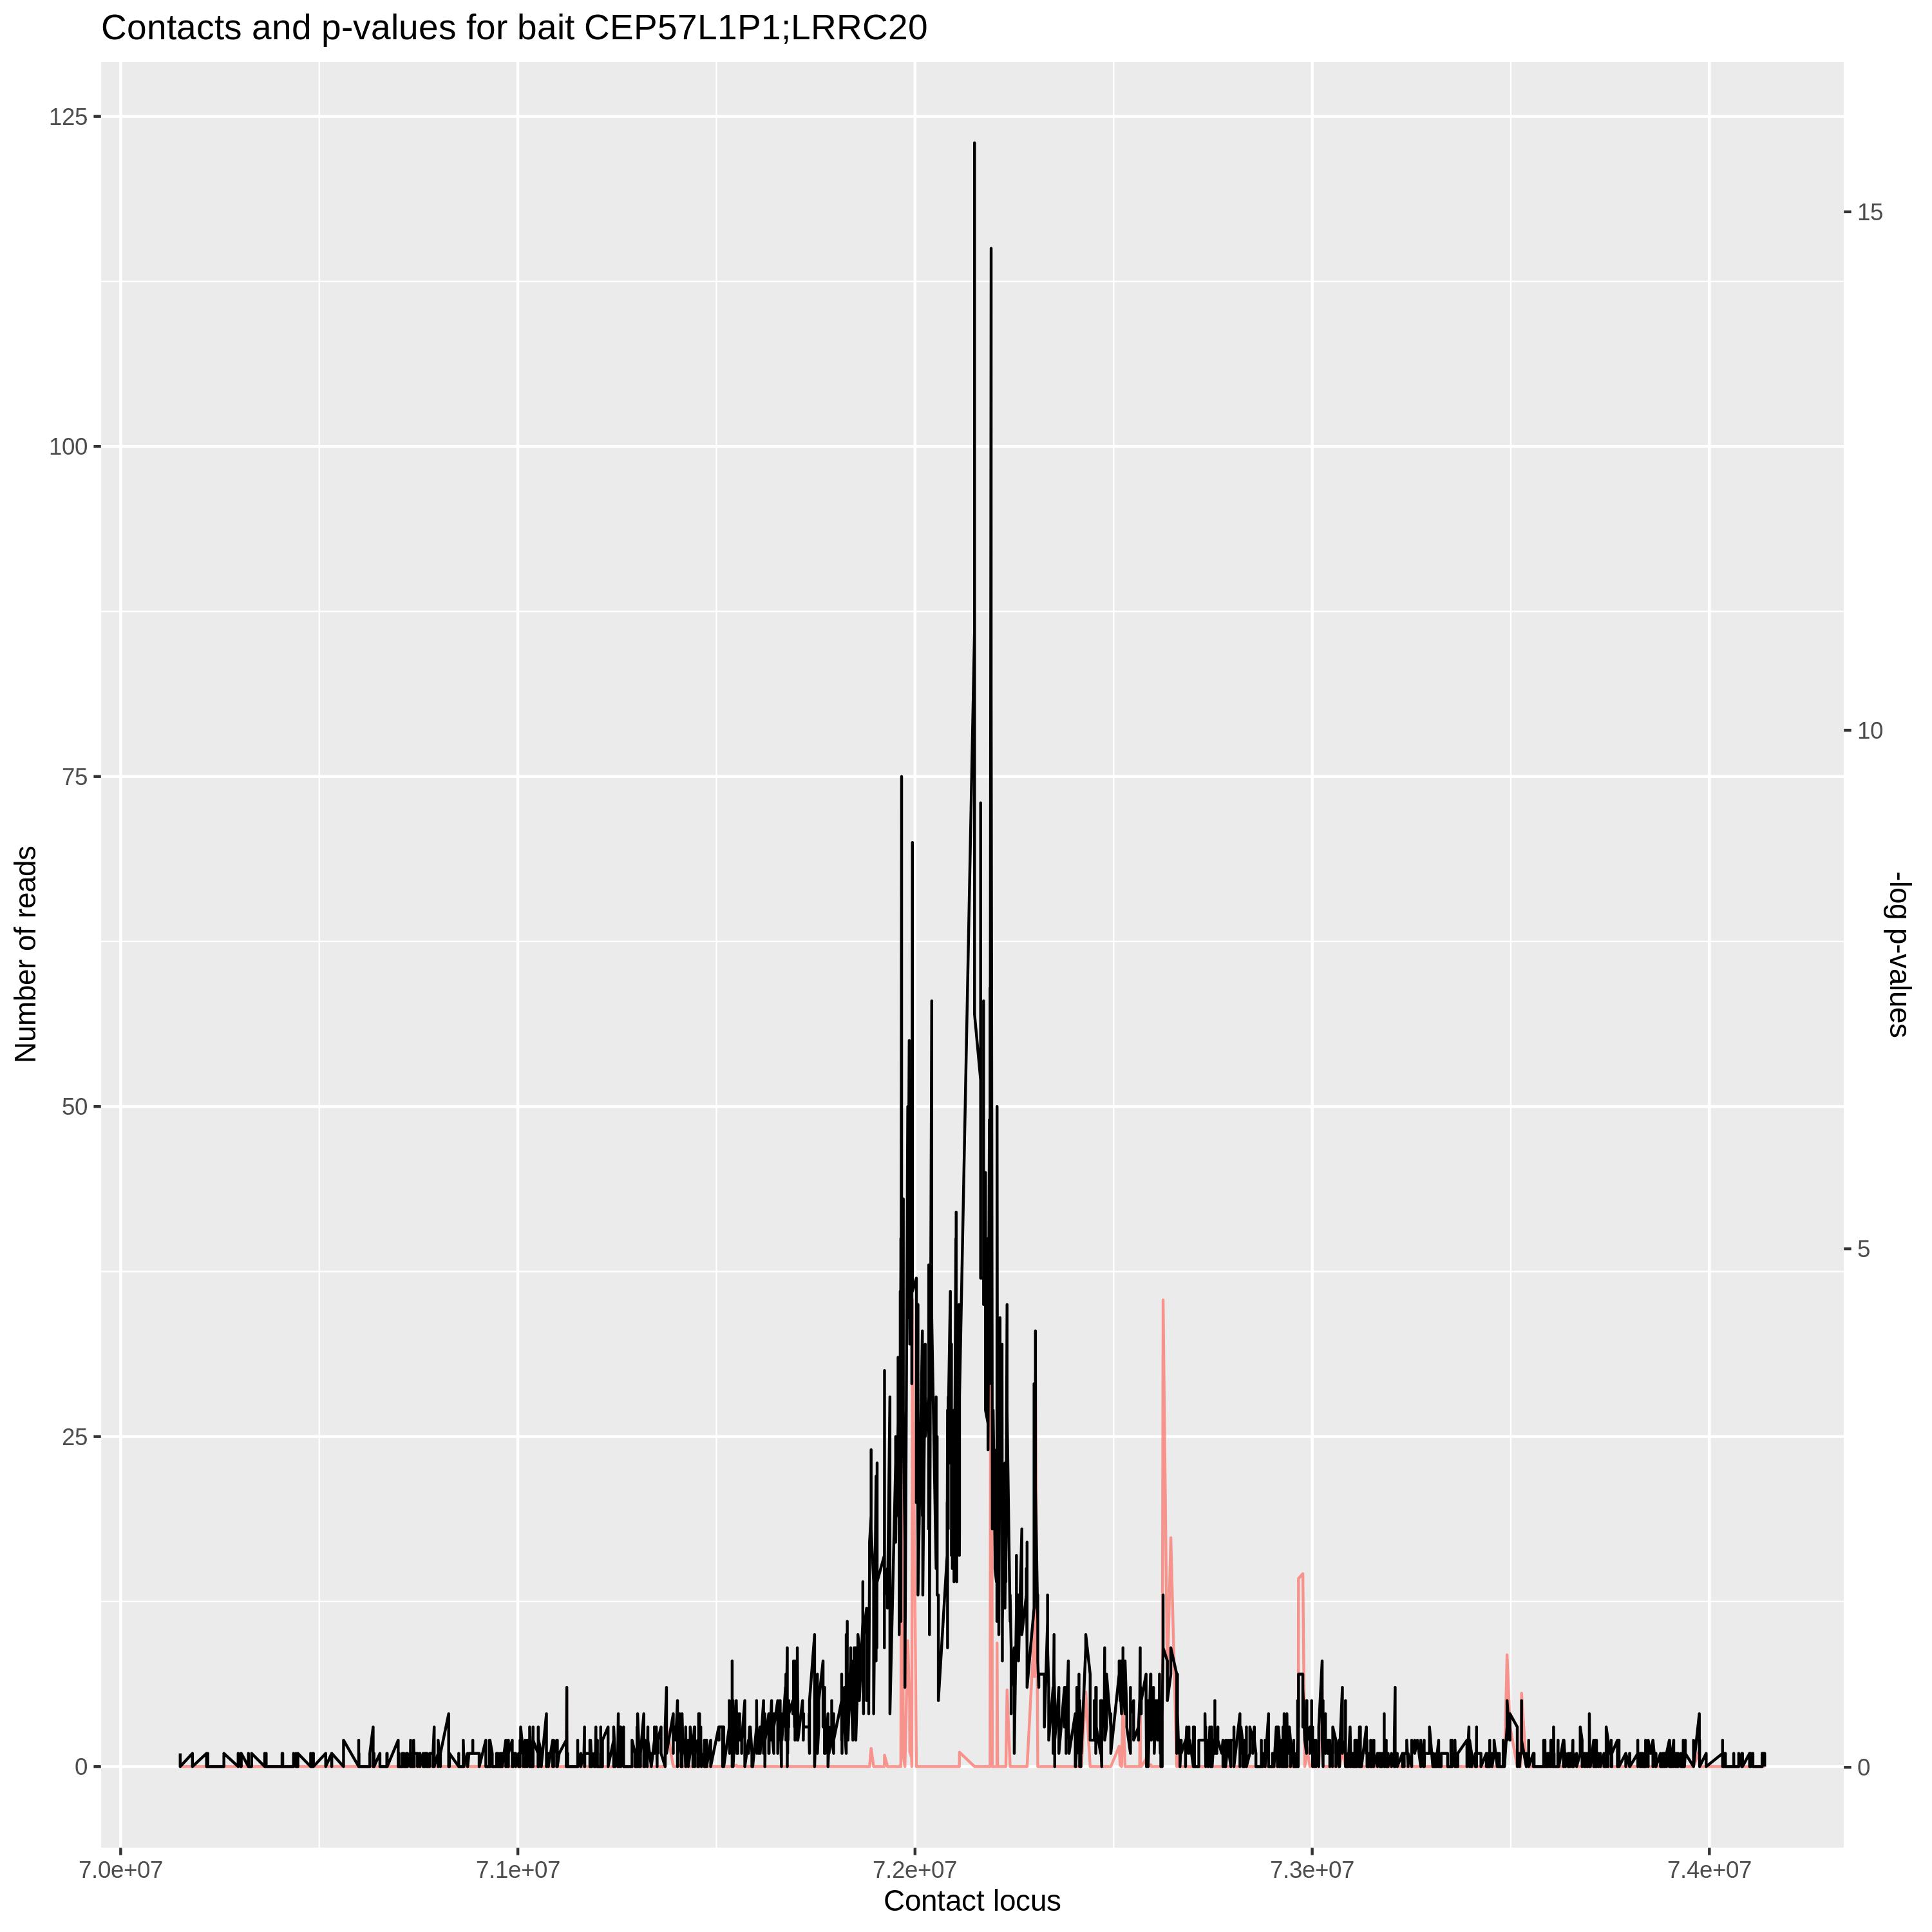 Contacts and p-values for bait CEP57L1P1;LRRC20
125
100
75
50
25
0
Number of reads
15
10
5
0
-log p-values
7.0e+07
7.1e+07
7.2e+07
7.3e+07
7.4e+07
Contact locus